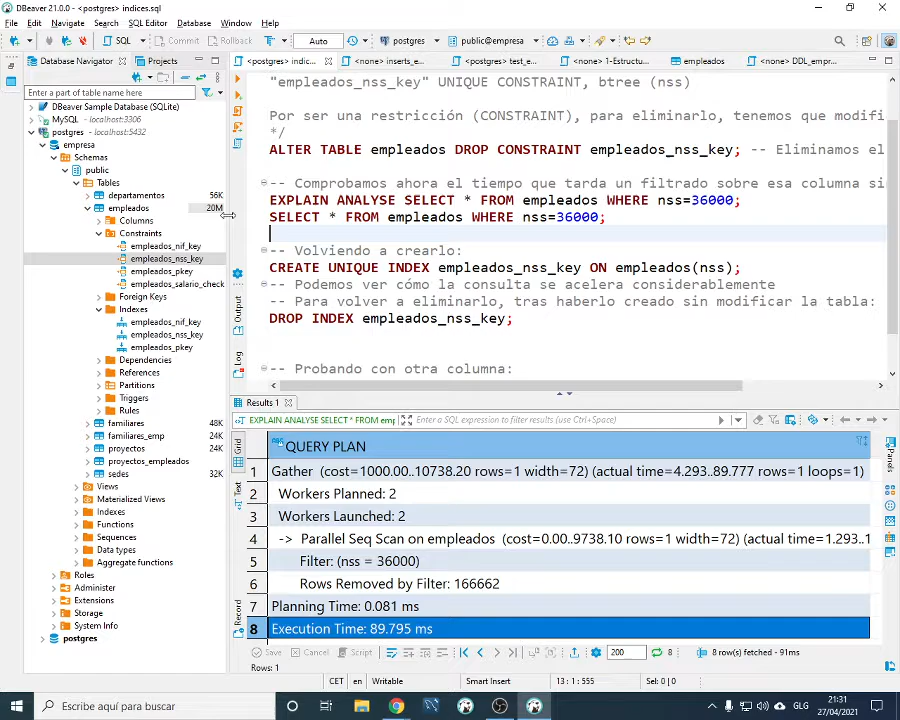 DBeaver 21.0.0 - <postgres> indices.sql
File Edit Navigate Search SQL Editor Database Window Help
SQL Commit Rollback Auto postgres public@empresa
Database Navigator Projects
<postgres> indic... <none> inserts_e... <postgres> test_e... <none> 1-Estructu... empleados <none> DDL_empr...
Enter a part of table name here
DBeaver Sample Database (SQLite)
MySQL - localhost:3306
postgres - localhost:5432
empresa
Schemas
public
Tables
departamentos 56K
empleados 20M
Columns
Constraints
empleados_nif_key
empleados_nss_key
empleados_pkey
empleados_salario_check
Foreign Keys
Indexes
empleados_nif_key
empleados_nss_key
empleados_pkey
Dependencies
References
Partitions
Triggers
Rules
familiares 48K
familiares_emp 24K
proyectos 24K
proyectos_empleados
sedes 32K
Views
Materialized Views
Indexes
Functions
Sequences
Data types
Aggregate functions
Roles
Administer
Extensions
Storage
System Info
postgres
"empleados_nss_key" UNIQUE CONSTRAINT, btree (nss)
Por ser una restricción (CONSTRAINT), para eliminarlo, tenemos que modifi
*/
ALTER TABLE empleados DROP CONSTRAINT empleados_nss_key; -- Eliminamos el
-- Comprobamos ahora el tiempo que tarda un filtrado sobre esa columna si
EXPLAIN ANALYSE SELECT * FROM empleados WHERE nss=36000;
SELECT * FROM empleados WHERE nss=36000;
-- Volviendo a crearlo:
CREATE UNIQUE INDEX empleados_nss_key ON empleados(nss);
-- Podemos ver cómo la consulta se acelera considerablemente
-- Para volver a eliminarlo, tras haberlo creado sin modificar la tabla:
DROP INDEX empleados_nss_key;
-- Probando con otra columna:
Output
Log
Results 1
EXPLAIN ANALYSE SELECT * FROM emp Enter a SQL expression to filter results (use Ctrl+Space)
Grid
Text
Record
Panels
QUERY PLAN
1 Gather (cost=1000.00..10738.20 rows=1 width=72) (actual time=4.293..89.777 rows=1 loops=1)
2 Workers Planned: 2
3 Workers Launched: 2
4 -> Parallel Seq Scan on empleados (cost=0.00..9738.10 rows=1 width=72) (actual time=1.293..1
5 Filter: (nss = 36000)
6 Rows Removed by Filter: 166662
7 Planning Time: 0.081 ms
8 Execution Time: 89.795 ms
Save Cancel Script 200 8 8 row(s) fetched - 91ms
Rows: 1
CET en Writable Smart Insert 13 : 1 : 555 Sel: 0 | 0
Escribe aquí para buscar
GLG 21:31
27/04/2021